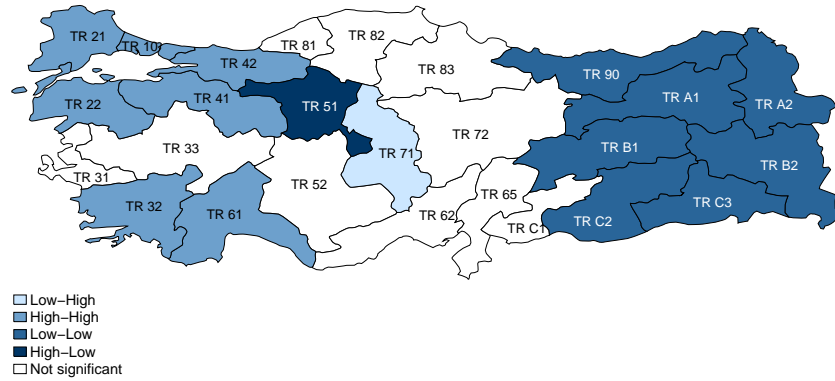 TR 21
TR 10
TR 81
TR 82
TR 42
TR 83
TR 90
TR 22
TR 41
TR 51
TR A1
TR A2
TR 33
TR 71
TR 72
TR B1
TR B2
TR 31
TR 52
TR 65
TR 32
TR 61
TR 62
TR C1
TR C2
TR C3
Low–High
High–High
Low–Low
High–Low
Not significant